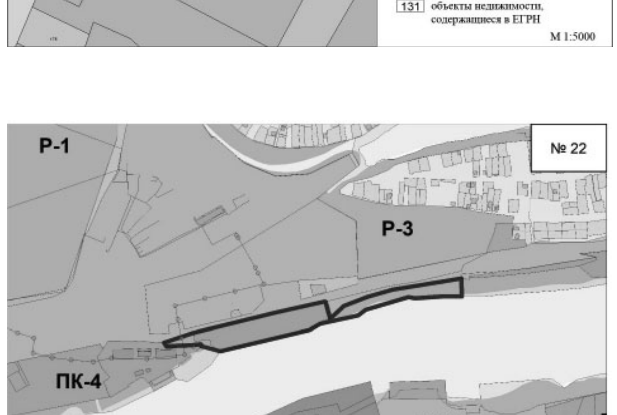 131 объекты недвижимости,
содержащиеся в ЕГРН
М 1:5000
Р-1
№ 22
Р-3
ПК-4